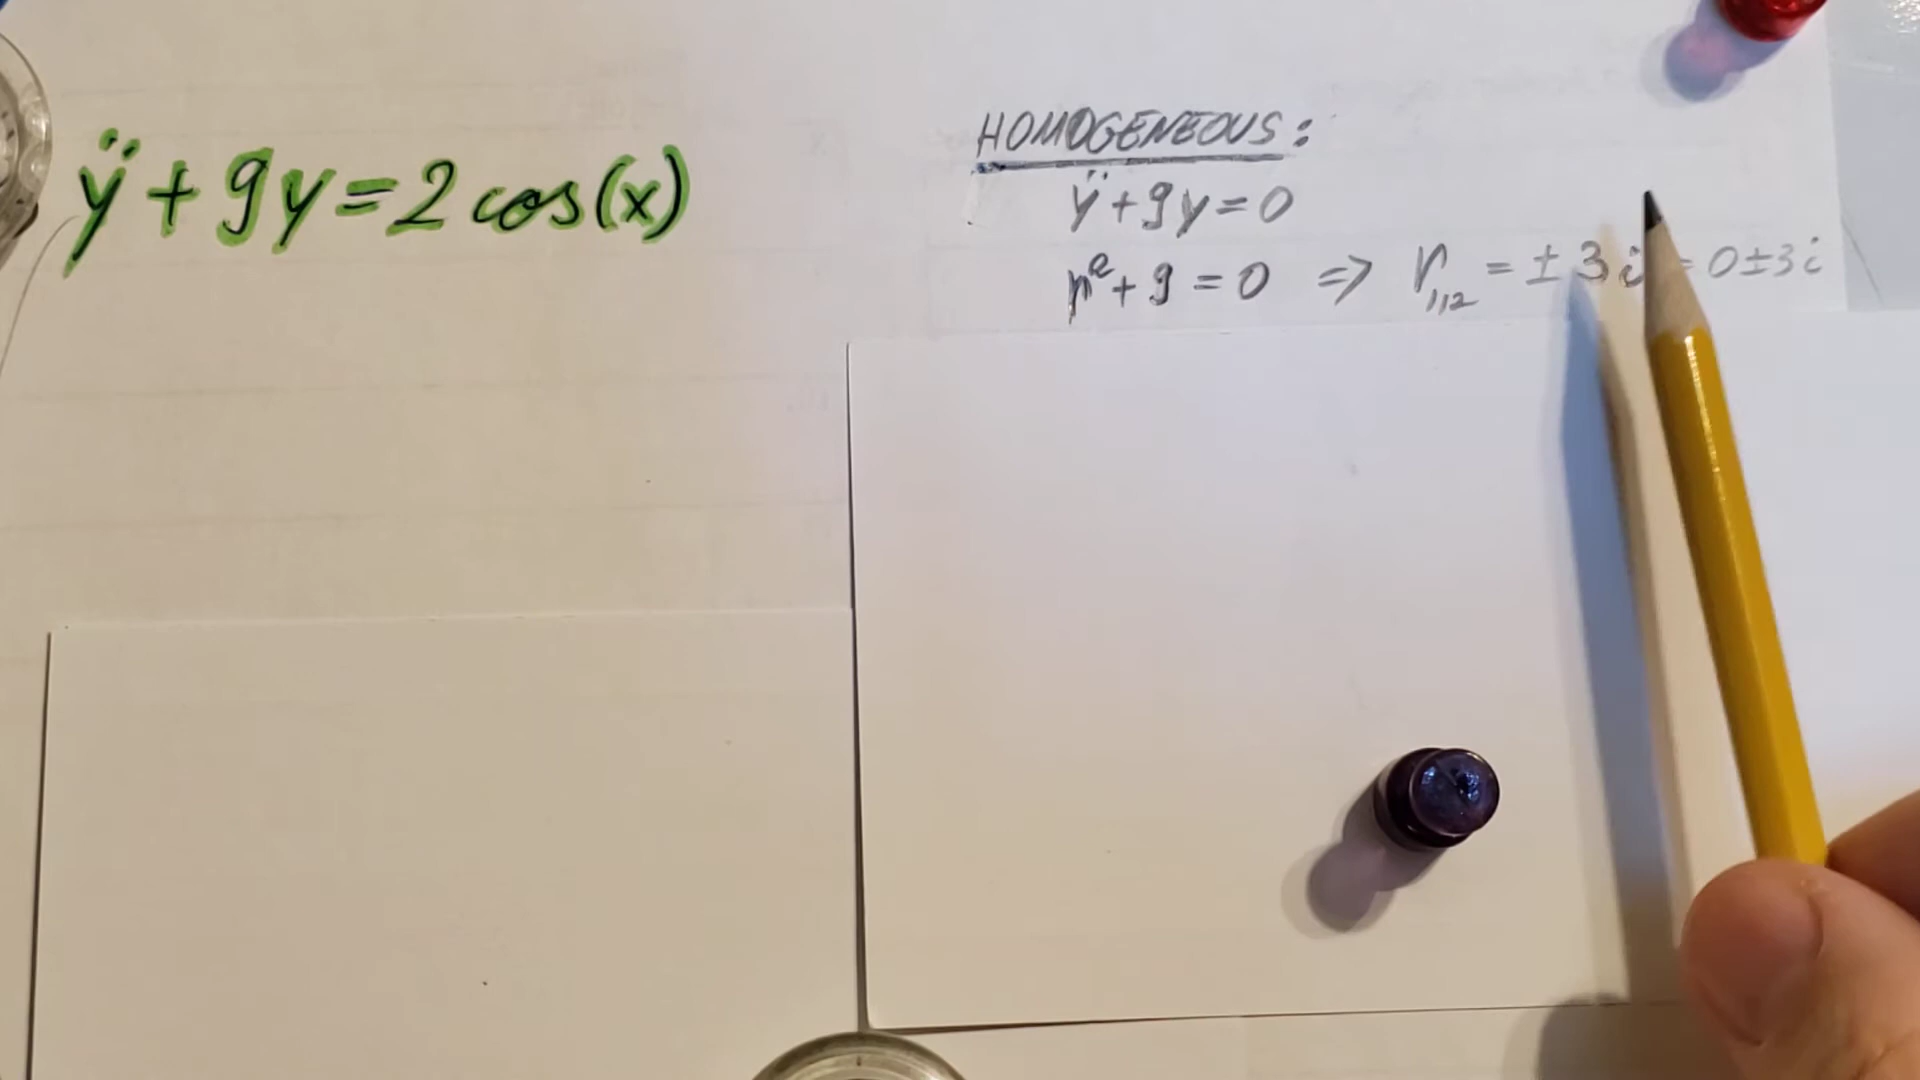 ÿ + 9y = 2 cos(x)
HOMOGENEOUS:
ÿ + 9y = 0
r² + 9 = 0 => r₁,₂ = ± 3i = 0 ± 3i